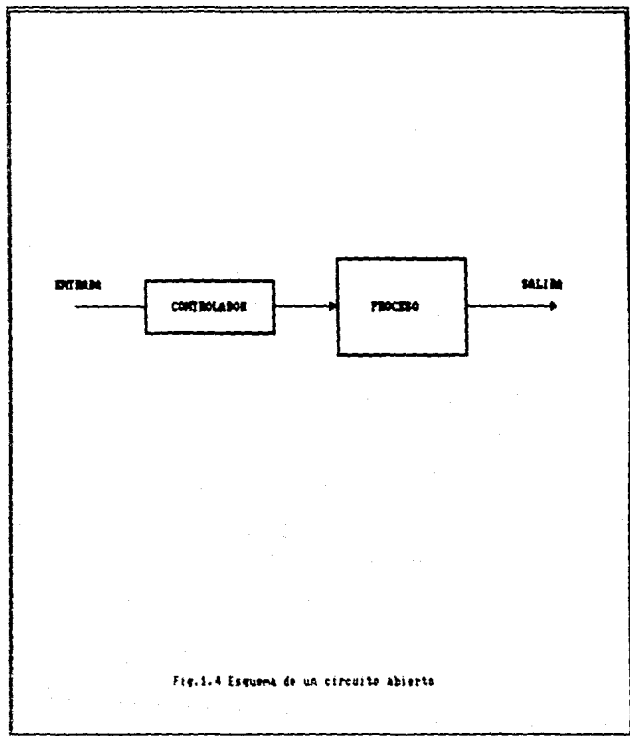 ENTRADA
CONTROLADOR
PROCESO
SALIDA
Fig.1.4 Esquema de un circuito abierto